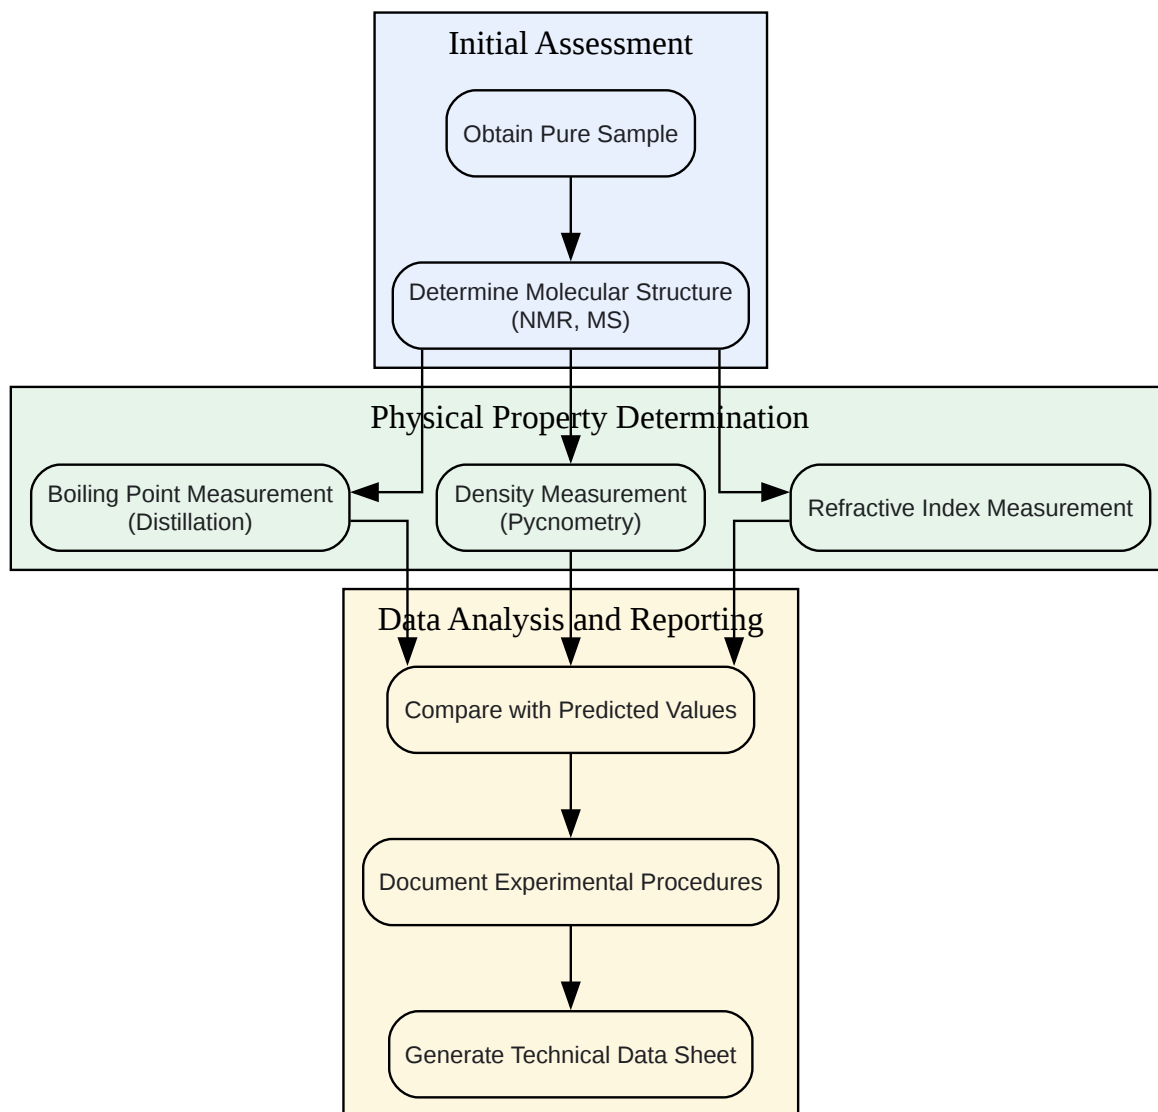 Initial Assessment
Obtain Pure Sample
Determine Molecular Structure
(NMR, MS)
Physical Property Determination
Boiling Point Measurement
(Distillation)
Density Measurement
(Pycnometry)
Refractive Index Measurement
Data Analysis and Reporting
Compare with Predicted Values
Document Experimental Procedures
Generate Technical Data Sheet